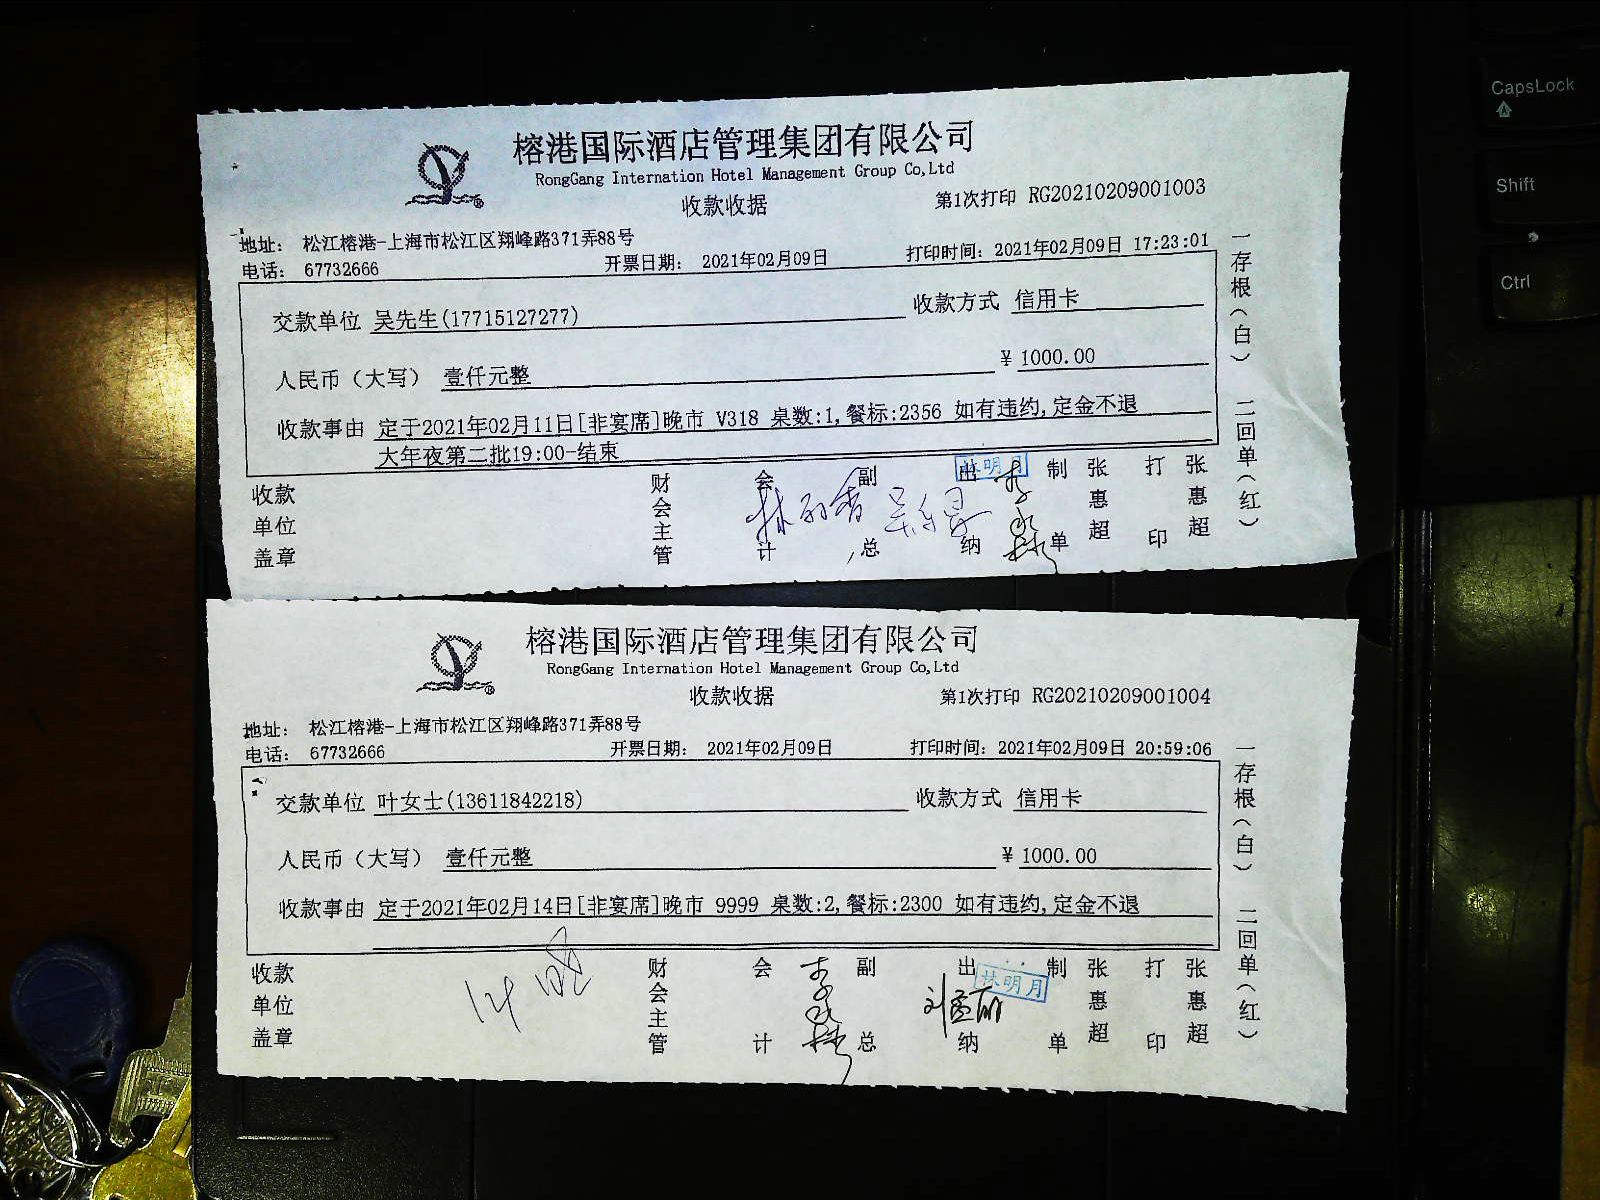 榕港国际酒店管理集团有限公司
RongGang Internation Hotel Management Group Co,Ltd
收款收据
第1次打印 RG20210209001003
地址： 松江榕港-上海市松江区翔峰路371弄88号
电话： 67732666 开票日期： 2021年02月09日 打印时间：2021年02月09日 17:23:01
交款单位 吴先生(17715127277) 收款方式 信用卡
人民币（大写） 壹仟元整 ¥ 1000.00
收款事由 定于2021年02月11日[非宴席]晚市 V318 桌数:1,餐标:2356 如有违约,定金不退
大年夜第二批19:00-结束
收款单位盖章 财会主管 会计 副总 出纳 林明月 制单 张惠超 打印 张惠超
一存根（白） 二回单（红）
榕港国际酒店管理集团有限公司
RongGang Internation Hotel Management Group Co,Ltd
收款收据
第1次打印 RG20210209001004
地址： 松江榕港-上海市松江区翔峰路371弄88号
电话： 67732666 开票日期： 2021年02月09日 打印时间：2021年02月09日 20:59:06
交款单位 叶女士(13611842218) 收款方式 信用卡
人民币（大写） 壹仟元整 ¥ 1000.00
收款事由 定于2021年02月14日[非宴席]晚市 9999 桌数:2,餐标:2300 如有违约,定金不退
收款单位盖章 财会主管 会计 副总 出纳 林明月 制单 张惠超 打印 张惠超
一存根（白） 二回单（红）
CapsLock
Shift
Ctrl